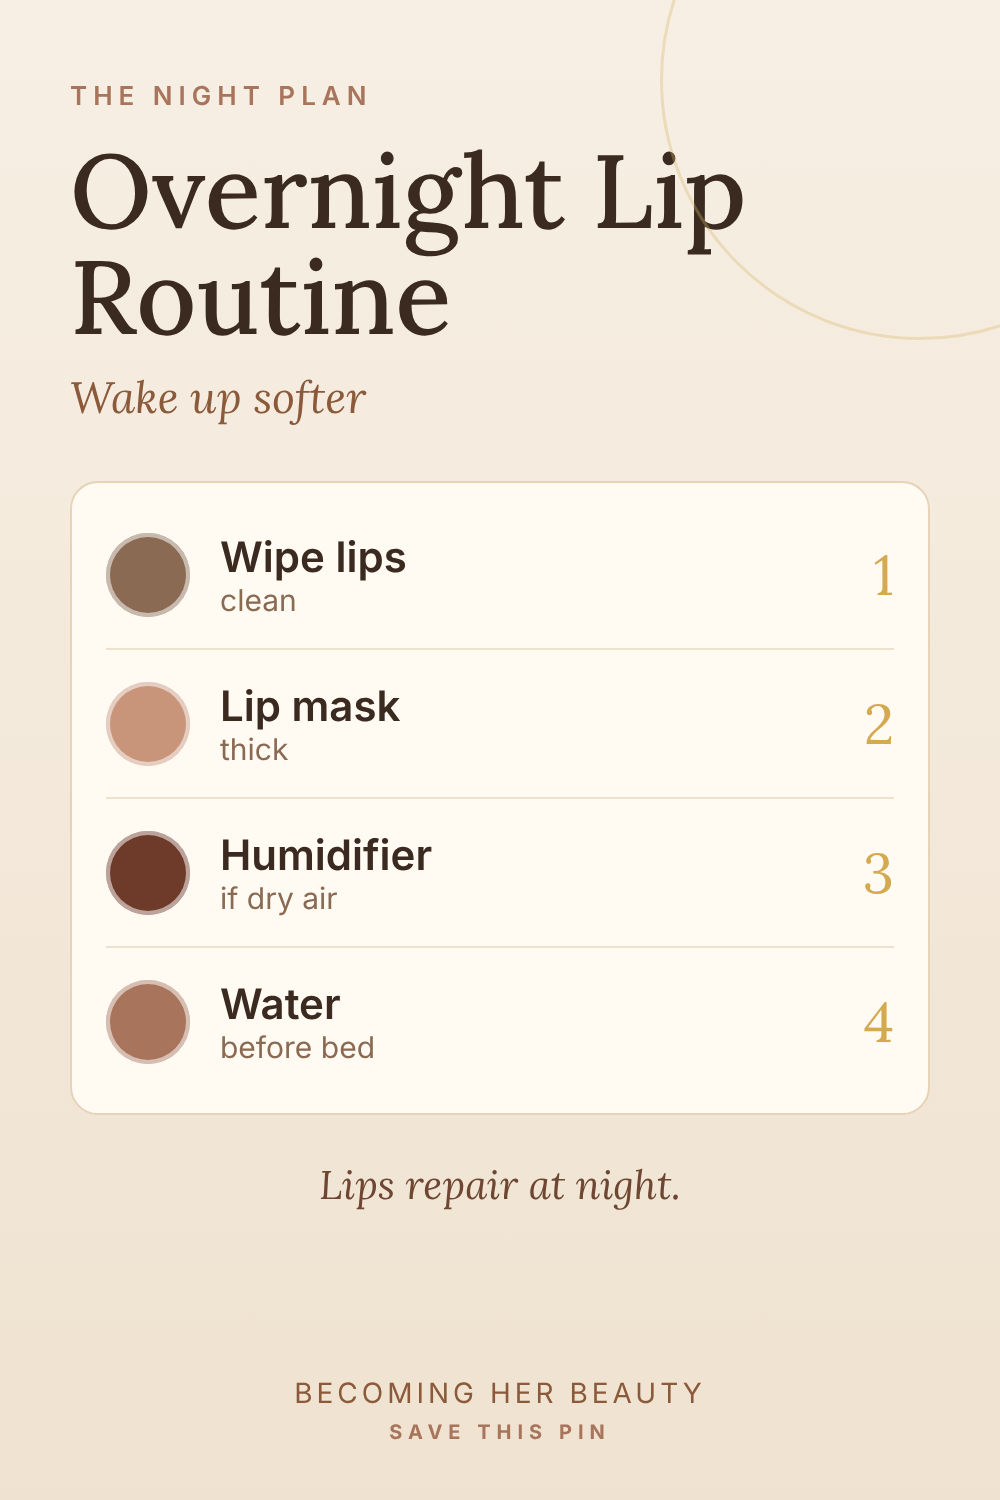 THE NIGHT PLAN
Overnight Lip
Routine
Wake up softer
Wipe lips
clean
1
Lip mask
thick
2
Humidifier
if dry air
3
Water
before bed
4
Lips repair at night.
BECOMING HER BEAUTY
SAVE THIS PIN